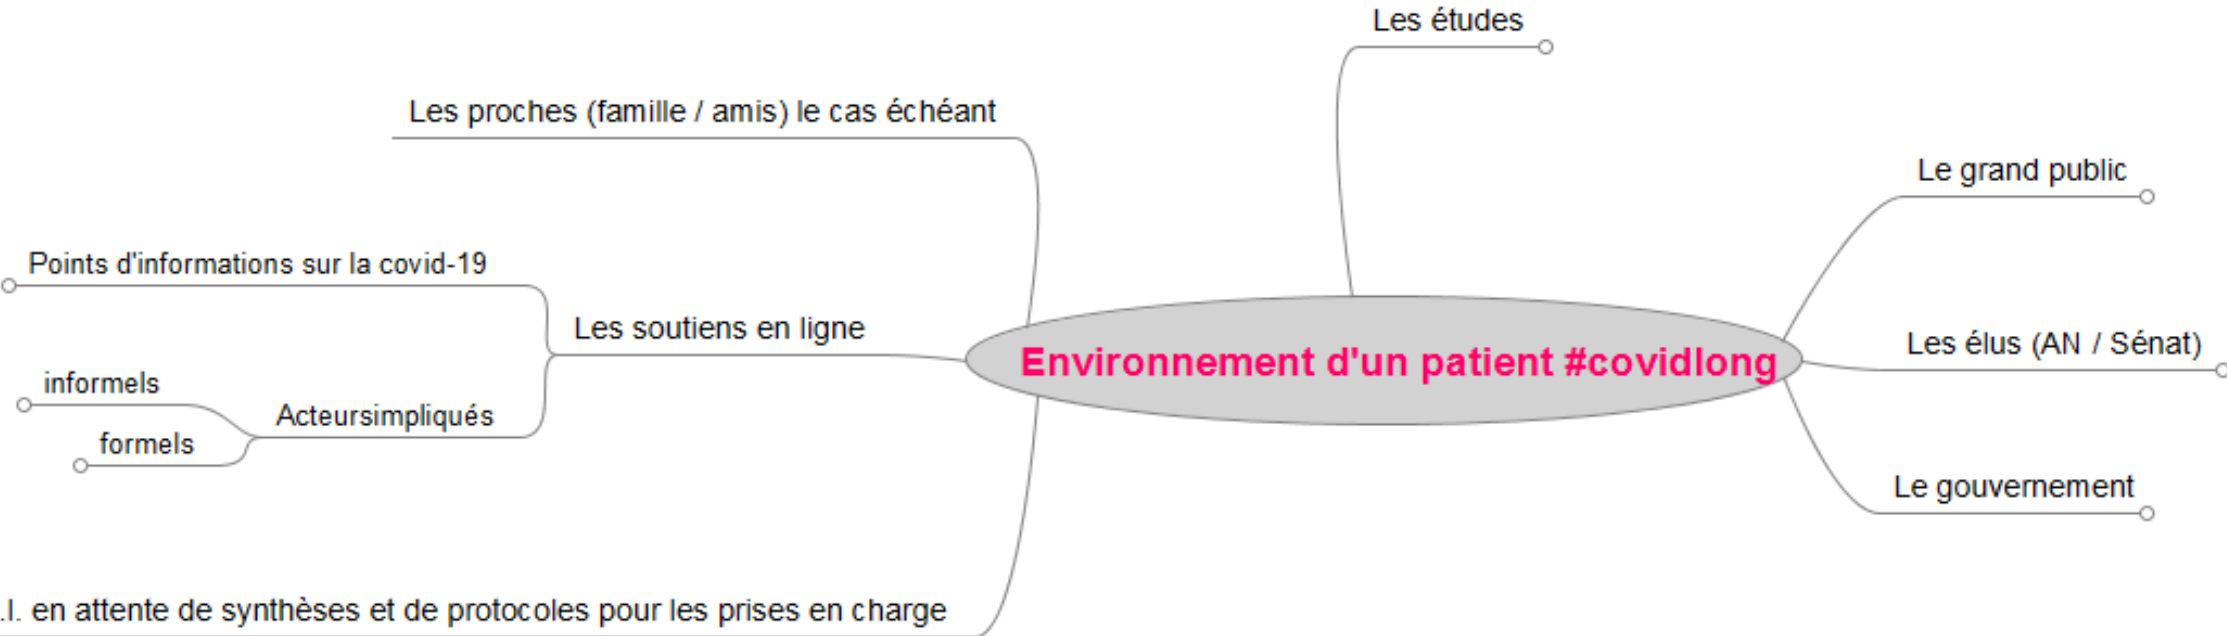 Les études
Les proches (famille / amis) le cas échéant
Le grand public
Points d'informations sur la covid-19
Les soutiens en ligne
Les élus (AN / Sénat)
Environnement d'un patient #covidlong
informels
Acteursimpliqués
formels
Le gouvernement
.l. en attente de synthèses et de protocoles pour les prises en charge